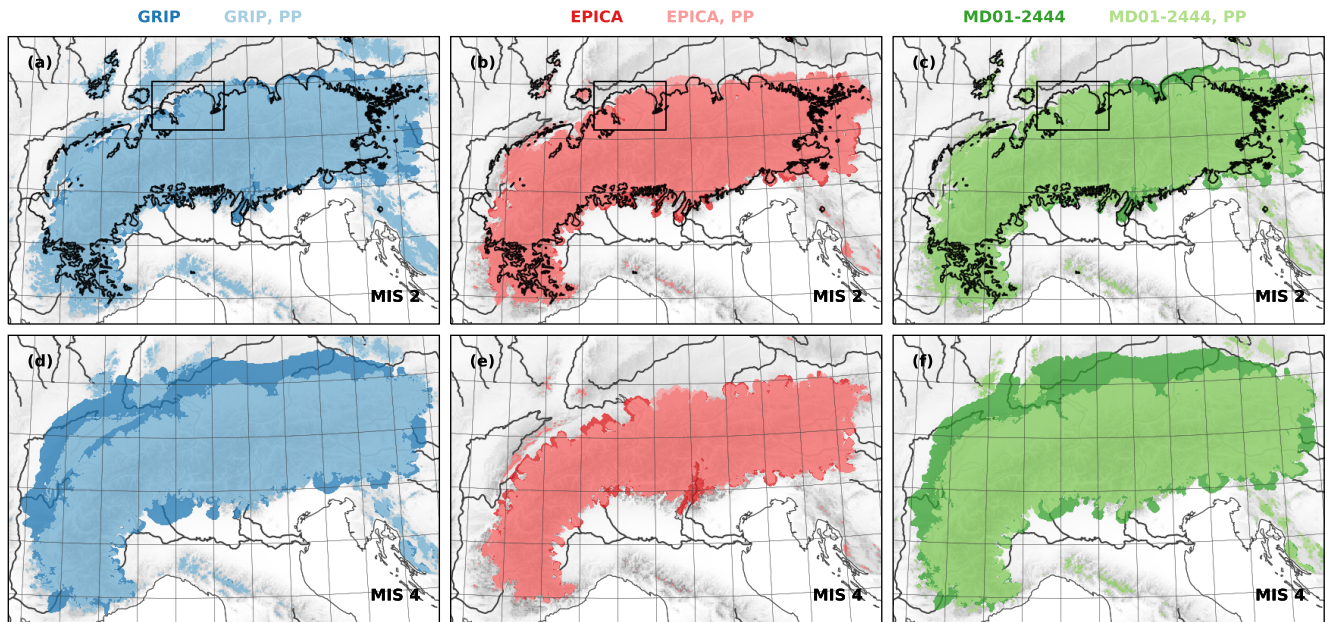 GRIP GRIP, PP EPICA EPICA, PP MD01-2444 MD01-2444, PP
(a) (b) (c)
MIS 2 MIS 2 MIS 2
(d) (e) (f)
MIS 4 MIS 4 MIS 4